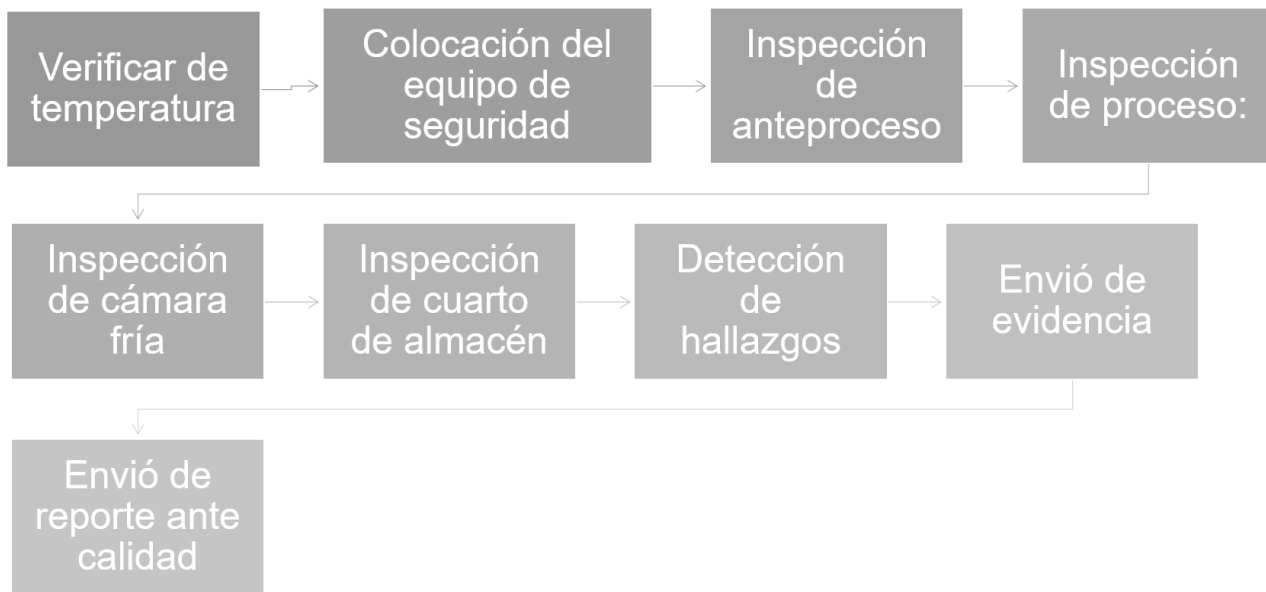 Verificar de
temperatura
Colocación del
equipo de
seguridad
Inspección
de
anteproceso
Inspección
de proceso:
Inspección
de cámara
fría
Inspección
de cuarto
de almacén
Detección
de
hallazgos
Envió de
evidencia
Envió de
reporte ante
calidad